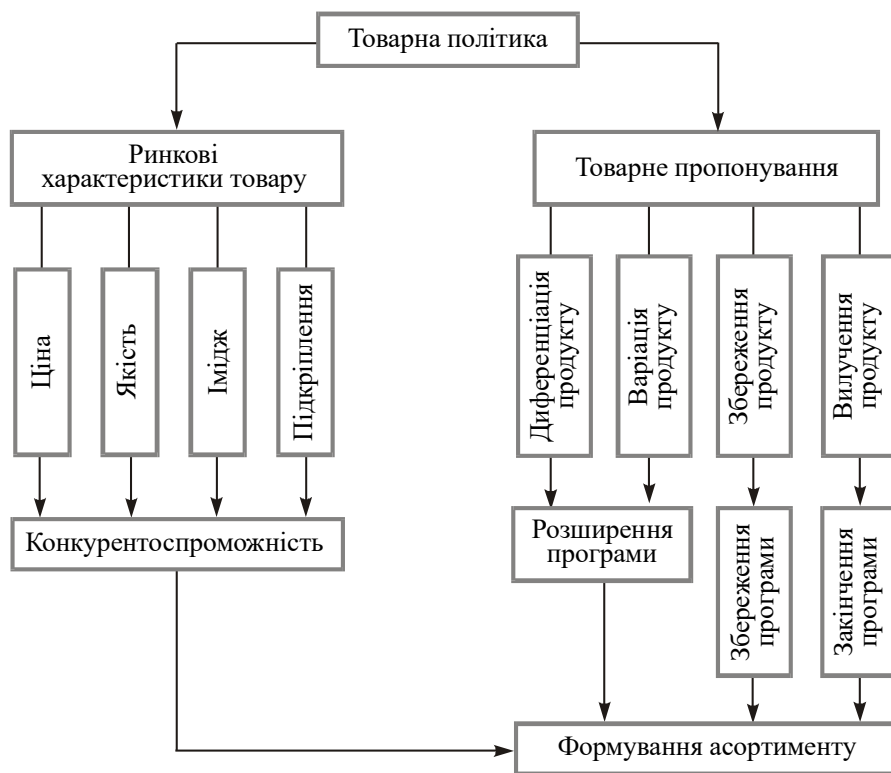 Товарна політика
Ринкові
характеристики товару
Товарне пропонування
Ціна
Якість
Імідж
Підкріплення
Диференціація
продукту
Варіація
продукту
Збереження
продукту
Вилучення
продукту
Конкурентоспроможність
Розширення
програми
Збереження
програми
Закінчення
програми
Формування асортименту